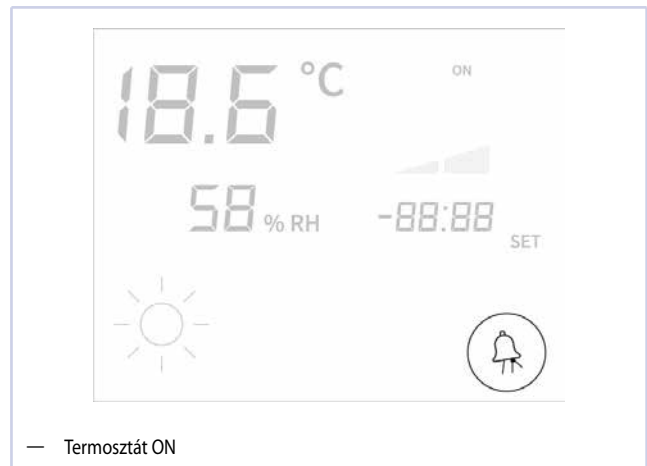 18.6 °C ON
58 % RH -88:88 SET
— Termosztát ON